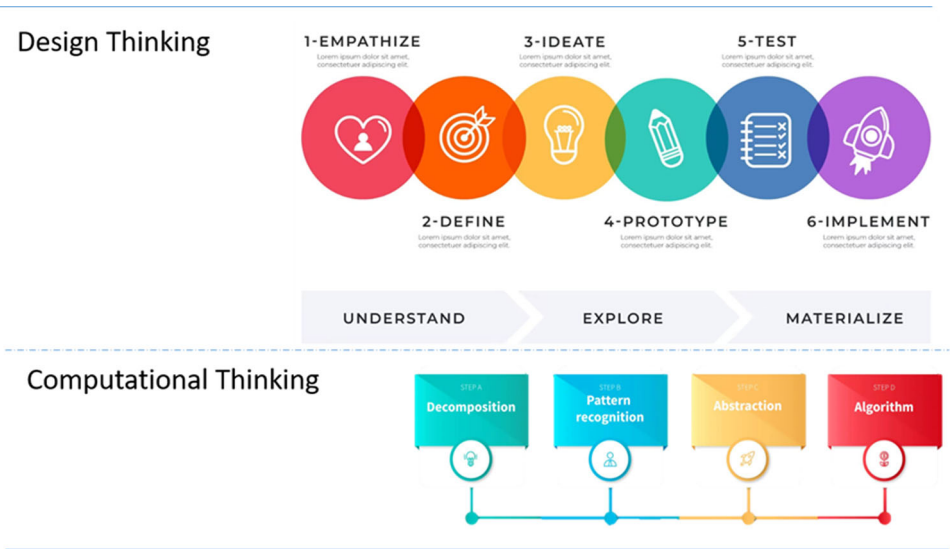 Design Thinking
1-EMPATHIZE
Lorem ipsum dolor sit amet,
consectetuer adipiscing elit.
3-IDEATE
Lorem ipsum dolor sit amet,
consectetuer adipiscing elit.
5-TEST
Lorem ipsum dolor sit amet,
consectetuer adipiscing elit.
2-DEFINE
Lorem ipsum dolor sit amet,
consectetuer adipiscing elit.
4-PROTOTYPE
Lorem ipsum dolor sit amet,
consectetuer adipiscing elit.
6-IMPLEMENT
Lorem ipsum dolor sit amet,
consectetuer adipiscing elit.
UNDERSTAND
EXPLORE
MATERIALIZE
Computational Thinking
STEP A
Decomposition
STEP B
Pattern
recognition
STEP C
Abstraction
STEP D
Algorithm